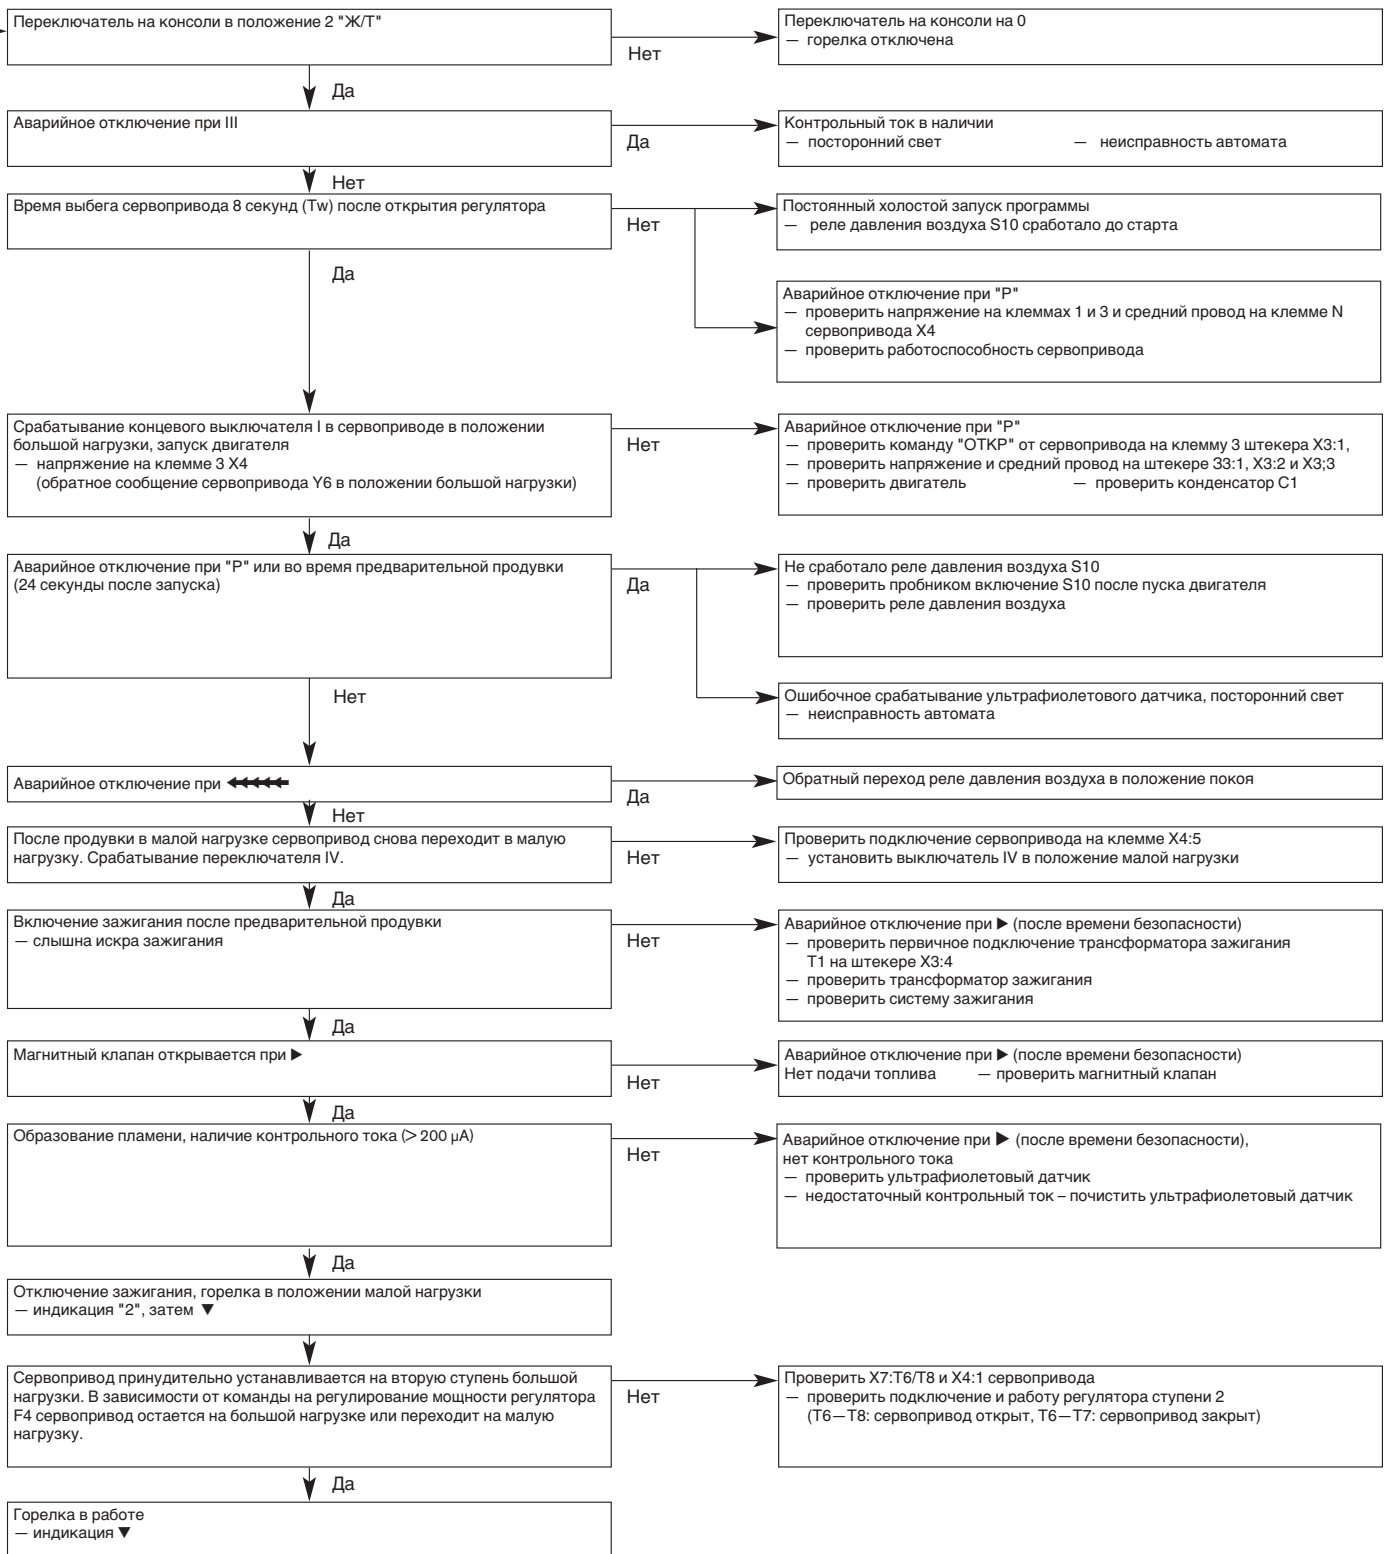 Переключатель на консоли в положение 2 "Ж/Т"
Нет
Переключатель на консоли на 0
— горелка отключена
Да
Аварийное отключение при III
Да
Контрольный ток в наличии
— посторонний свет — неисправность автомата
Нет
Время выбега сервопривода 8 секунд (Tw) после открытия регулятора
Нет
Постоянный холостой запуск программы
— реле давления воздуха S10 сработало до старта
Да
Аварийное отключение при "P"
— проверить напряжение на клеммах 1 и 3 и средний провод на клемме N
сервопривода X4
— проверить работоспособность сервопривода
Срабатывание концевого выключателя I в сервоприводе в положении
большой нагрузки, запуск двигателя
— напряжение на клемме 3 X4
(обратное сообщение сервопривода Y6 в положении большой нагрузки)
Нет
Аварийное отключение при "P"
— проверить команду "ОТКР" от сервопривода на клемму 3 штекера X3:1,
— проверить напряжение и средний провод на штекере З3:1, X3:2 и X3;3
— проверить двигатель — проверить конденсатор C1
Да
Аварийное отключение при "P" или во время предварительной продувки
(24 секунды после запуска)
Да
Не сработало реле давления воздуха S10
— проверить пробником включение S10 после пуска двигателя
— проверить реле давления воздуха
Нет
Ошибочное срабатывание ультрафиолетового датчика, посторонний свет
— неисправность автомата
Аварийное отключение при
Да
Обратный переход реле давления воздуха в положение покоя
Нет
После продувки в малой нагрузке сервопривод снова переходит в малую
нагрузку. Срабатывание переключателя IV.
Нет
Проверить подключение сервопривода на клемме X4:5
— установить выключатель IV в положение малой нагрузки
Да
Включение зажигания после предварительной продувки
— слышна искра зажигания
Нет
Аварийное отключение при ▶ (после времени безопасности)
— проверить первичное подключение трансформатора зажигания
T1 на штекере X3:4
— проверить трансформатор зажигания
— проверить систему зажигания
Да
Магнитный клапан открывается при ▶
Нет
Аварийное отключение при ▶ (после времени безопасности)
Нет подачи топлива — проверить магнитный клапан
Да
Образование пламени, наличие контрольного тока (> 200 µA)
Нет
Аварийное отключение при ▶ (после времени безопасности),
нет контрольного тока
— проверить ультрафиолетовый датчик
— недостаточный контрольный ток – почистить ультрафиолетовый датчик
Да
Отключение зажигания, горелка в положении малой нагрузки
— индикация "2", затем ▼
Сервопривод принудительно устанавливается на вторую ступень большой
нагрузки. В зависимости от команды на регулирование мощности регулятора
F4 сервопривод остается на большой нагрузке или переходит на малую
нагрузку.
Нет
Проверить X7:T6/T8 и X4:1 сервопривода
— проверить подключение и работу регулятора ступени 2
(T6—T8: сервопривод открыт, T6—T7: сервопривод закрыт)
Да
Горелка в работе
— индикация ▼